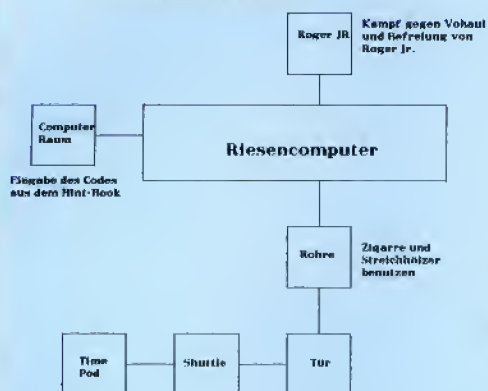 Roger JR
Kampf gegen Vohaul
und Befreiung von
Roger Jr.
Computer
Raum
Riesencomputer
Eingabe des Codes
aus dem Hint-Book
Rohre
Zigarre und
Streichhölzer
benutzen
Time
Pod
Shuttle
Tür